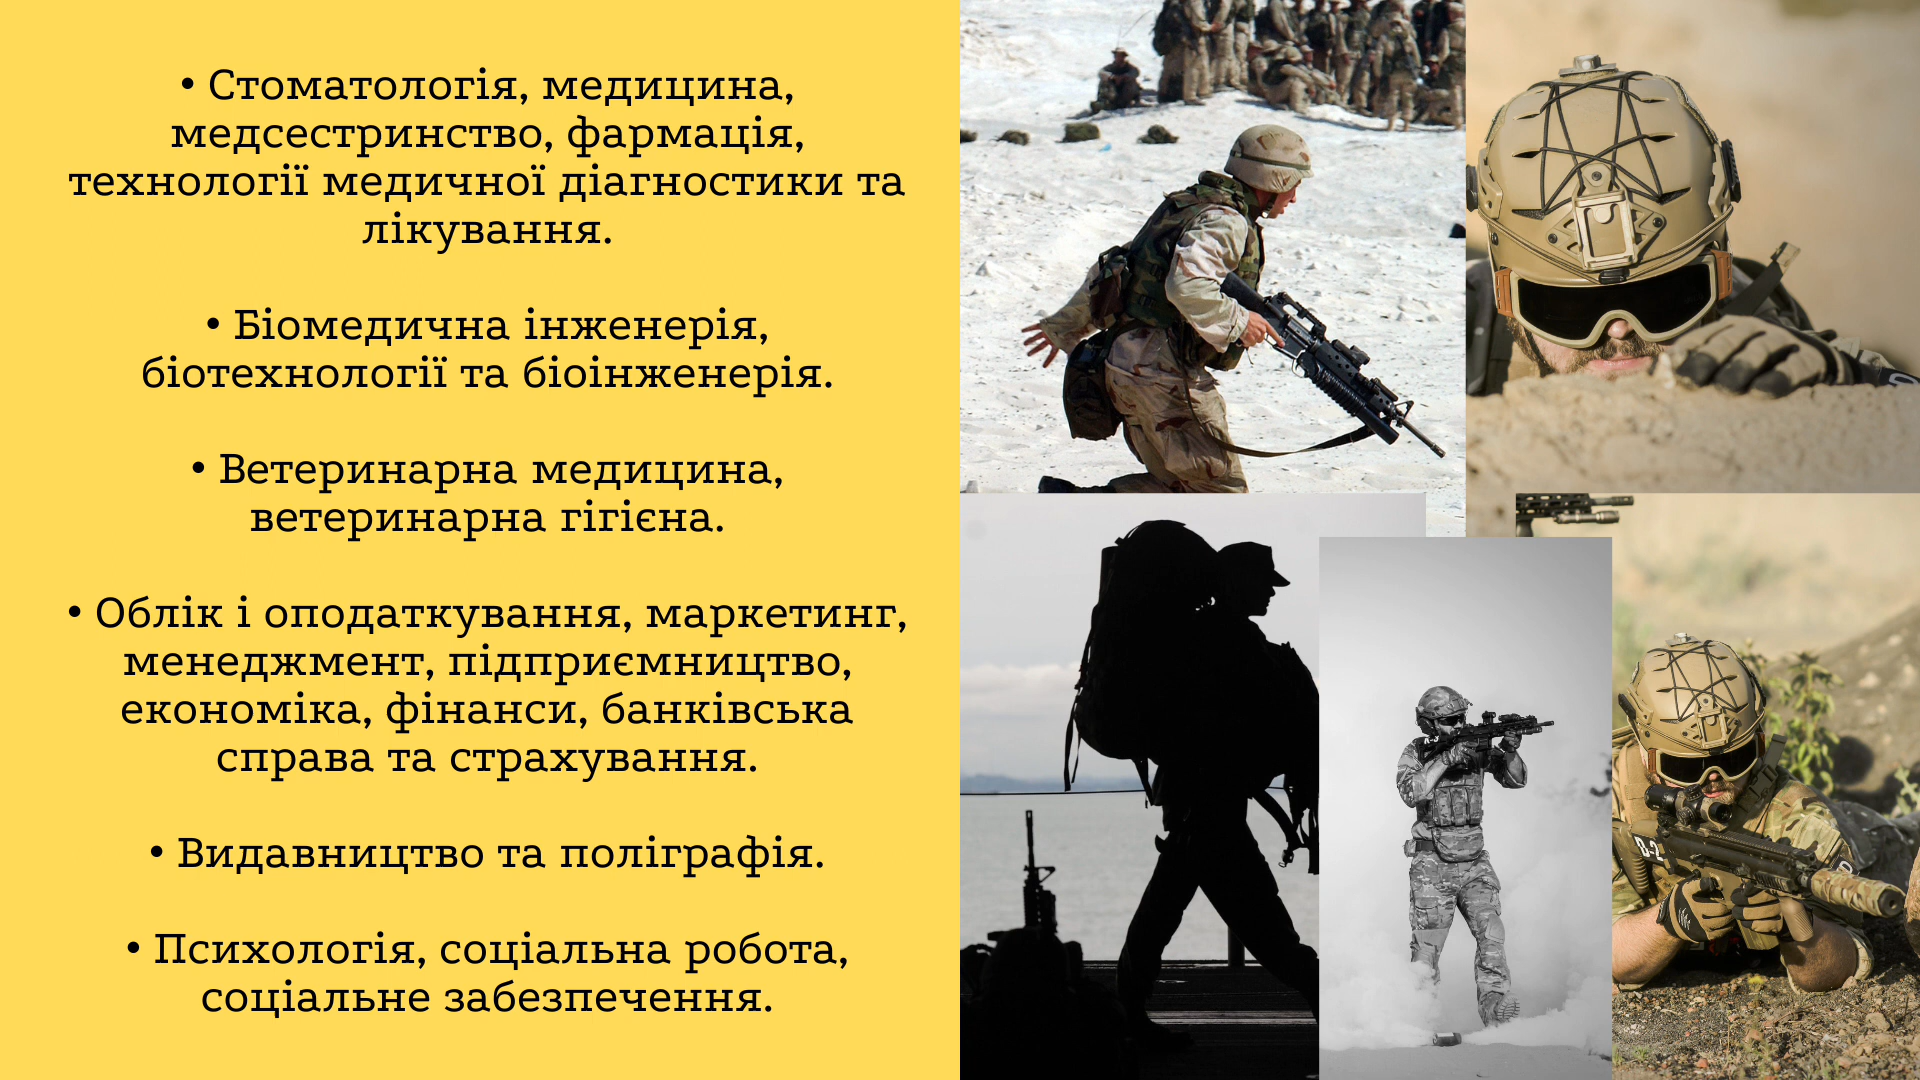 • Стоматологія, медицина,
медсестринство, фармація,
технології медичної діагностики та
лікування.
• Біомедична інженерія,
біотехнології та біоінженерія.
• Ветеринарна медицина,
ветеринарна гігієна.
• Облік і оподаткування, маркетинг,
менеджмент, підприємництво,
економіка, фінанси, банківська
справа та страхування.
• Видавництво та поліграфія.
• Психологія, соціальна робота,
соціальне забезпечення.